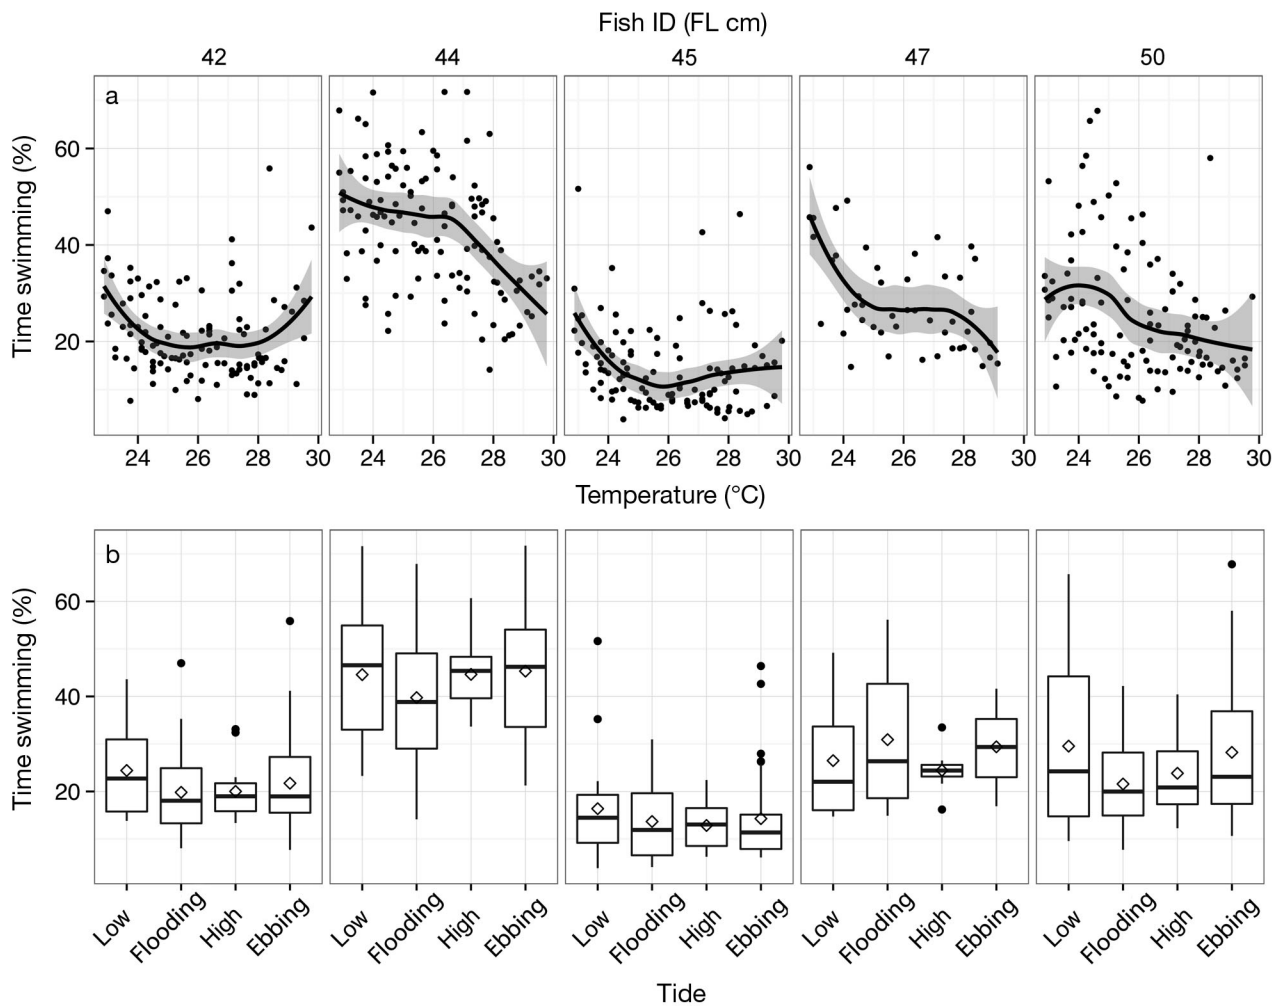 Fish ID (FL cm)
42 44 45 47 50
a
Time swimming (%)
60
40
20
24 26 28 30 24 26 28 30 24 26 28 30 24 26 28 30 24 26 28 30
Temperature (°C)
b
Time swimming (%)
60
40
20
Low Flooding High Ebbing Low Flooding High Ebbing Low Flooding High Ebbing Low Flooding High Ebbing Low Flooding High Ebbing
Tide